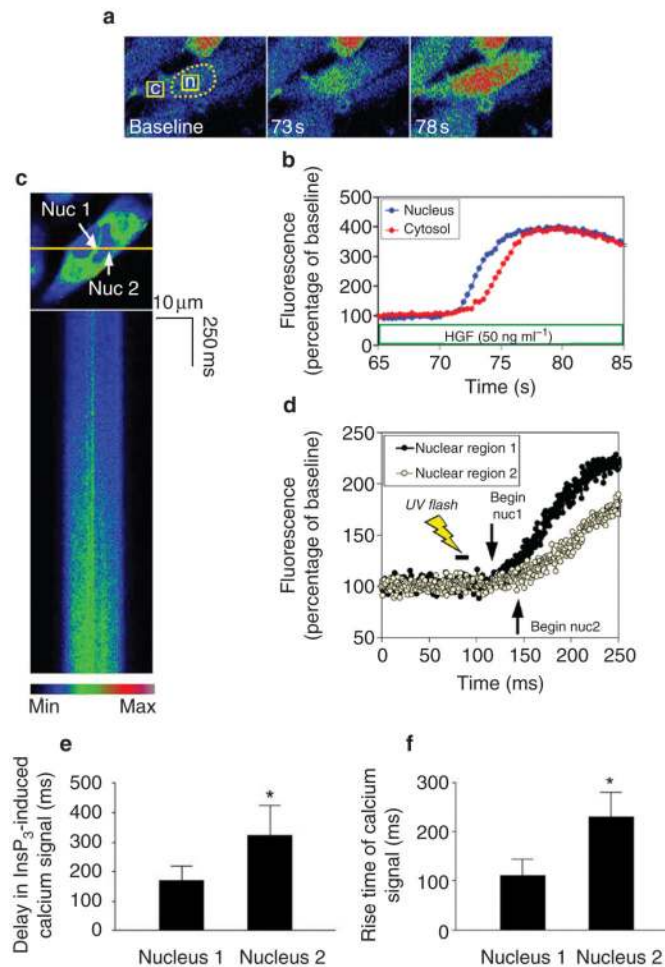 a
c
n
Baseline
73 s
78 s
b
Fluorescence
(percentage of baseline)
500
400
300
200
100
0
Nucleus
Cytosol
HGF (50 ng ml⁻¹)
65
70
75
80
85
Time (s)
c
Nuc 1
Nuc 2
10 μm
250 ms
Min
Max
d
Fluorescence
(percentage of baseline)
250
200
150
100
50
Nuclear region 1
Nuclear region 2
UV flash
Begin
nuc1
Begin nuc2
0
50
100
150
200
250
Time (ms)
e
Delay in InsP₃-induced
calcium signal (ms)
500
400
300
200
100
0
*
Nucleus 1
Nucleus 2
f
Rise time of calcium
signal (ms)
300
200
100
0
*
Nucleus 1
Nucleus 2